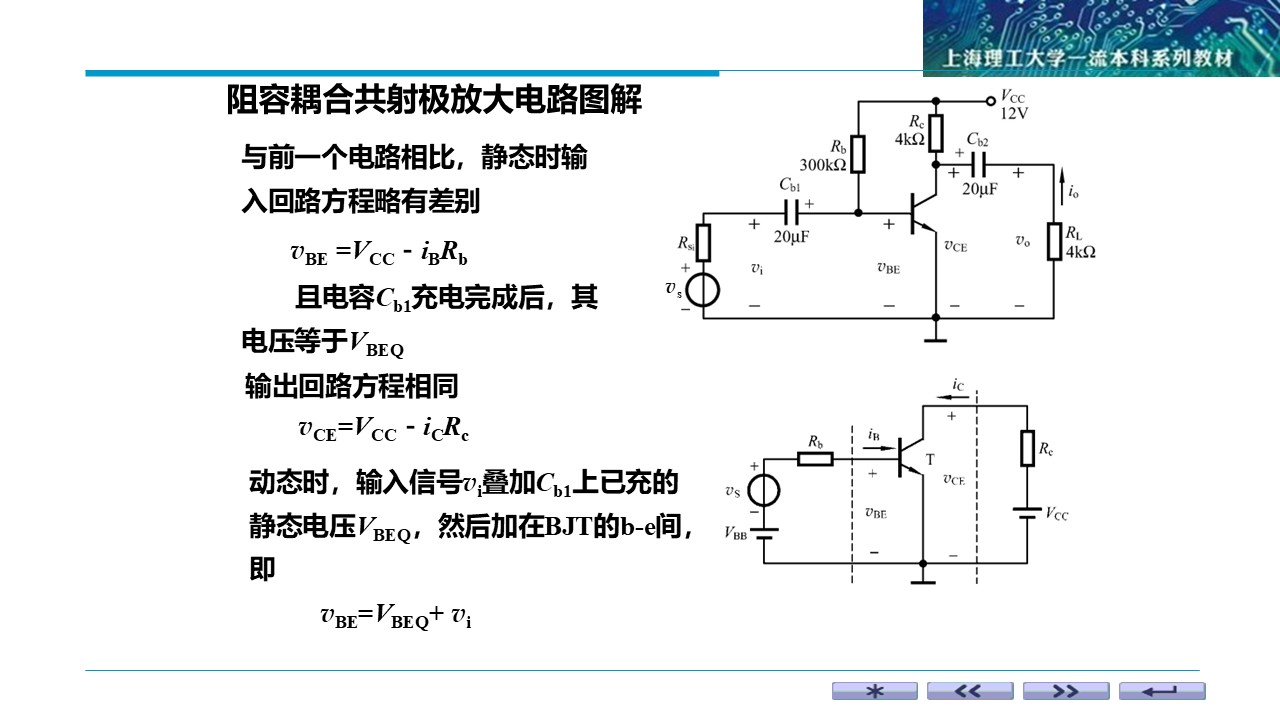 上海理工大学一流本科系列教材
阻容耦合共射极放大电路图解
与前一个电路相比，静态时输
入回路方程略有差别
vBE =VCC - iBRb
且电容Cb1充电完成后，其
电压等于VBEQ
输出回路方程相同
vCE=VCC - iCRc
动态时，输入信号vi叠加Cb1上已充的
静态电压VBEQ，然后加在BJT的b-e间，
即
vBE=VBEQ+ vi
VCC
12V
Rc
4kΩ
Cb2
+
Rb
300kΩ
+
+
20μF
io
Cb1
+
20μF
+
+
Rsi
vi
vBE
vCE
vo
RL
4kΩ
+
vs
−
−
−
−
−
iC
+
Rb
iB
T
Rc
+
vS
−
+
vCE
vBE
VBB
VCC
−
−
* << >>